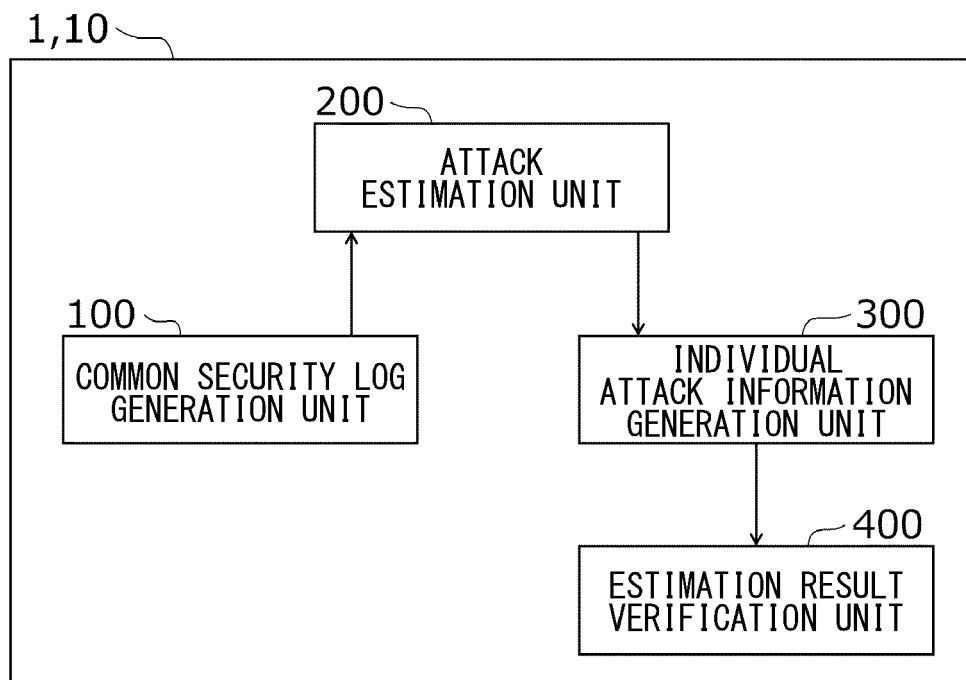 1,10
200
ATTACK
ESTIMATION UNIT
100
COMMON SECURITY LOG
GENERATION UNIT
300
INDIVIDUAL
ATTACK INFORMATION
GENERATION UNIT
400
ESTIMATION RESULT
VERIFICATION UNIT